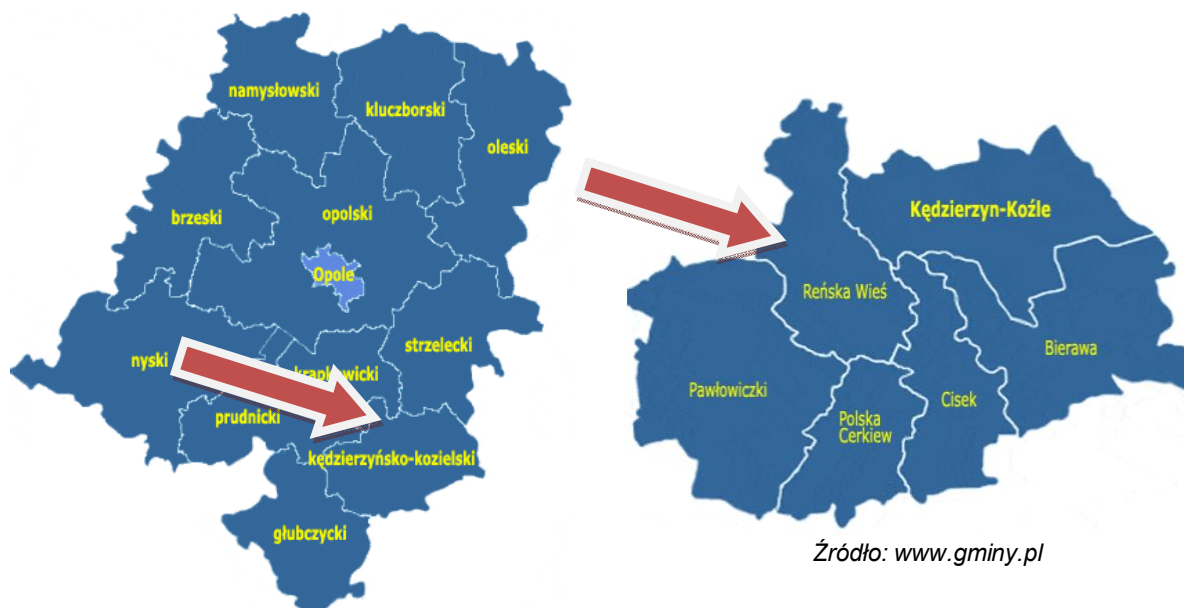 namysłowski
kluczborski
oleski
brzeski
opolski
Opole
nyski
krapkowicki
strzelecki
prudnicki
kędzierzyńsko-kozielski
głubczycki
Kędzierzyn-Koźle
Reńska Wieś
Bierawa
Pawłowiczki
Cisek
Polska
Cerkiew
Źródło: www.gminy.pl